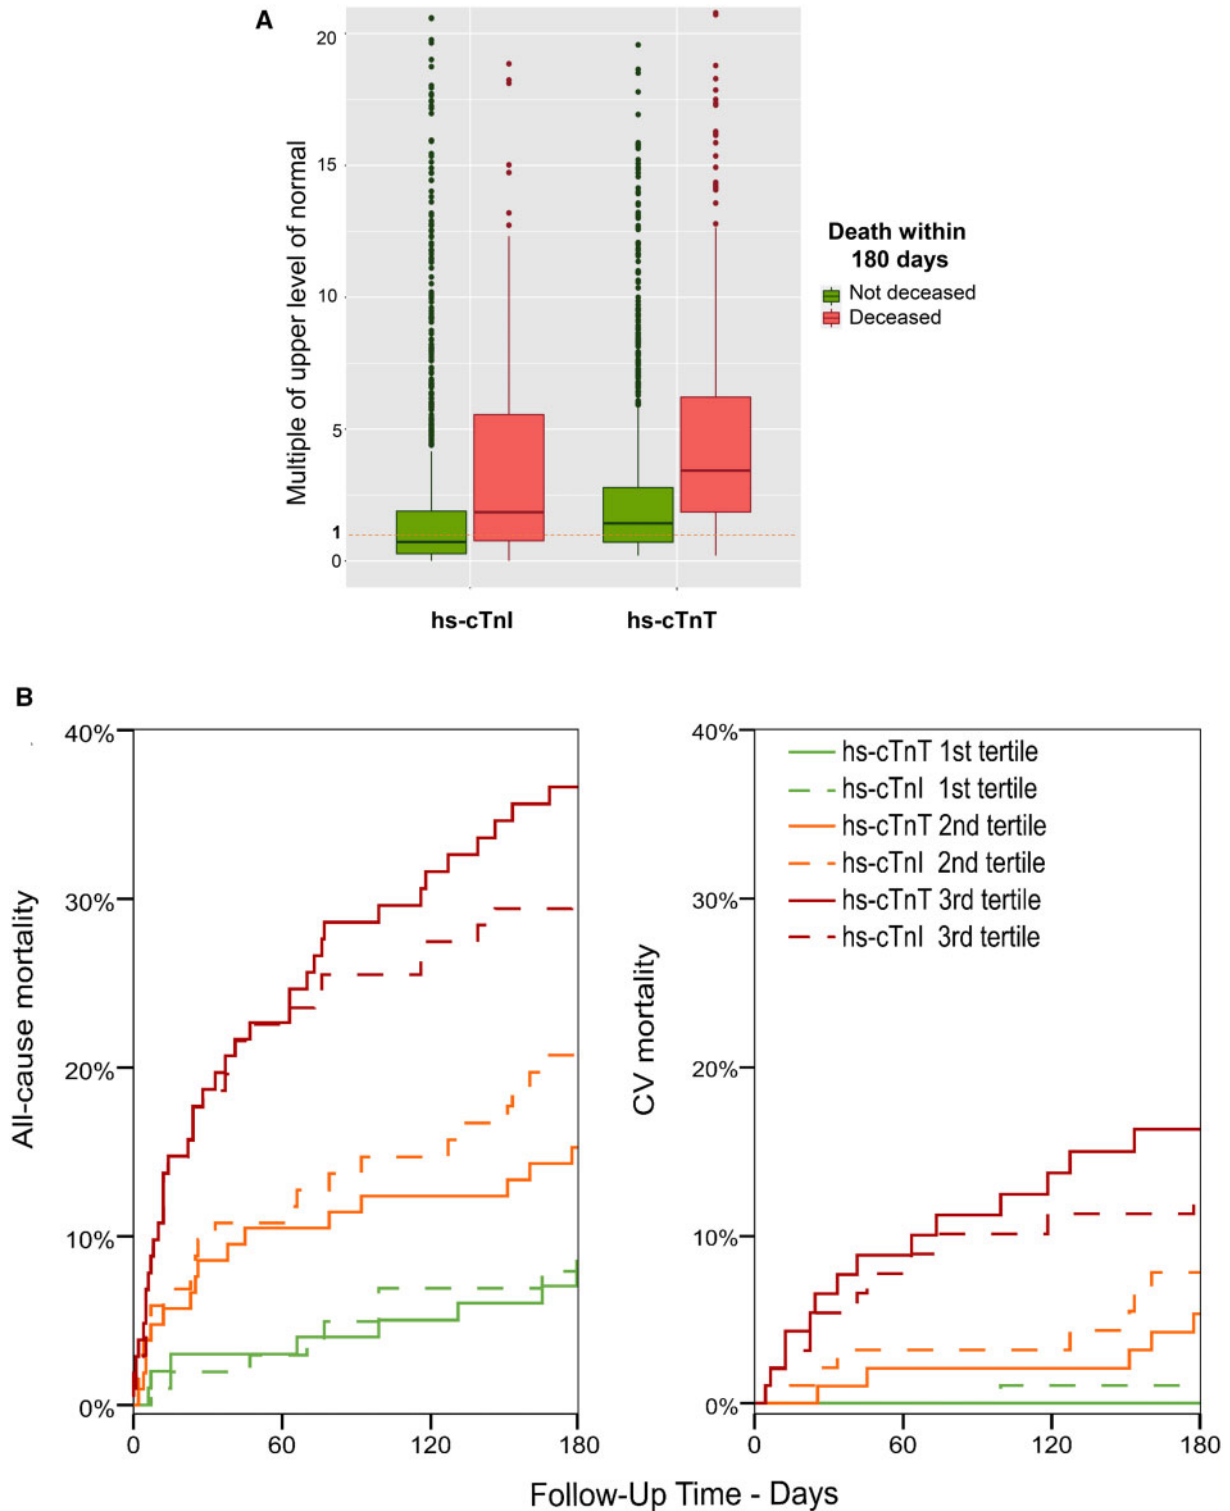 A
Multiple of upper level of normal
20
15
10
5
1
0
hs-cTnI
hs-cTnT
Death within
180 days
Not deceased
Deceased
B
All-cause mortality
40%
30%
20%
10%
0%
0
60
120
180
CV mortality
40%
30%
20%
10%
0%
hs-cTnT 1st tertile
hs-cTnI 1st tertile
hs-cTnT 2nd tertile
hs-cTnI 2nd tertile
hs-cTnT 3rd tertile
hs-cTnI 3rd tertile
0
60
120
180
Follow-Up Time - Days